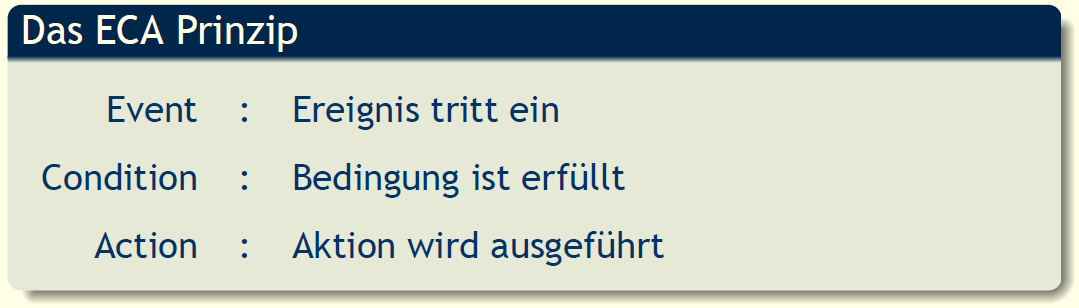 Das ECA Prinzip
Event : Ereignis tritt ein
Condition : Bedingung ist erfüllt
Action : Aktion wird ausgeführt